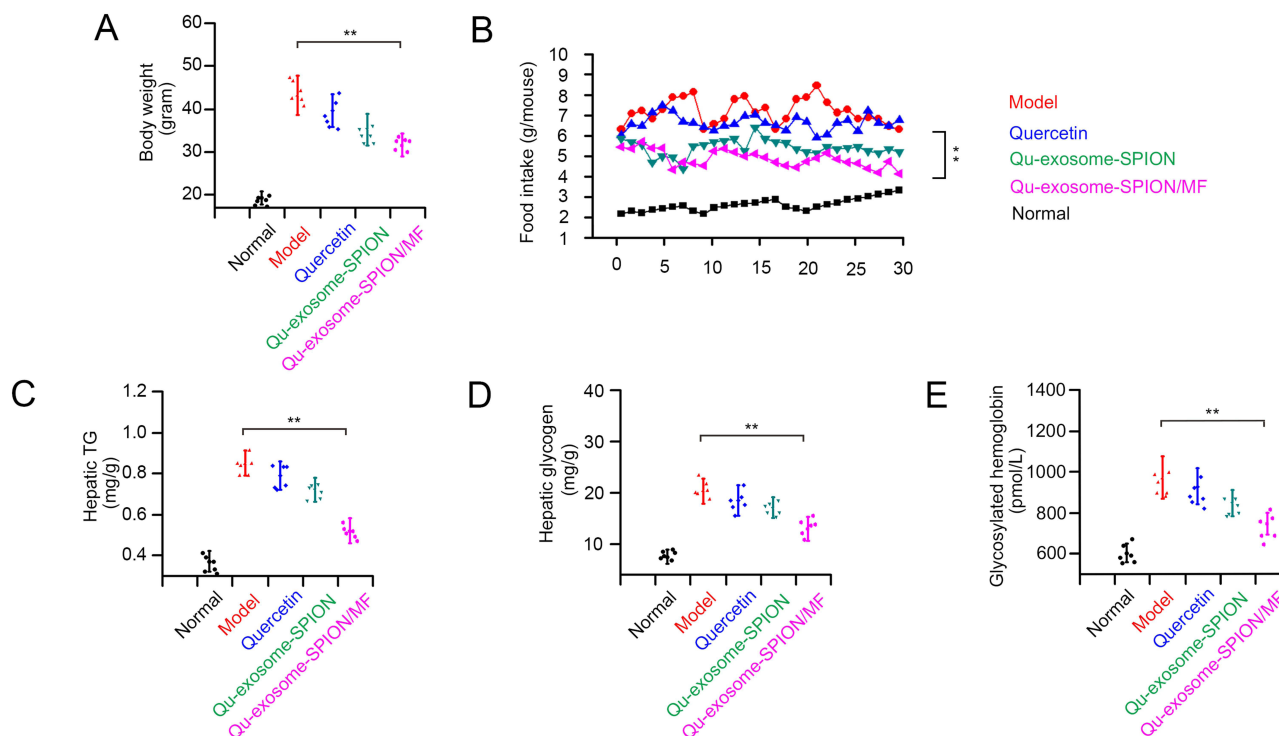 A
Body weight
(gram)
60
50
40
30
20
**
Normal
Model
Quercetin
Qu-exosome-SPION
Qu-exosome-SPION/MF
B
Food intake (g/mouse)
10
9
8
7
6
5
4
3
2
1
0
5
10
15
20
25
30
**
Model
Quercetin
Qu-exosome-SPION
Qu-exosome-SPION/MF
Normal
C
Hepatic TG
(mg/g)
1.2
1.0
0.8
0.6
0.4
**
Normal
Model
Quercetin
Qu-exosome-SPION
Qu-exosome-SPION/MF
D
Hepatic glycogen
(mg/g)
40
30
20
10
**
Normal
Model
Quercetin
Qu-exosome-SPION
Qu-exosome-SPION/MF
E
Glycosylated hemoglobin
(pmol/L)
1400
1200
1000
800
600
**
Normal
Model
Quercetin
Qu-exosome-SPION
Qu-exosome-SPION/MF